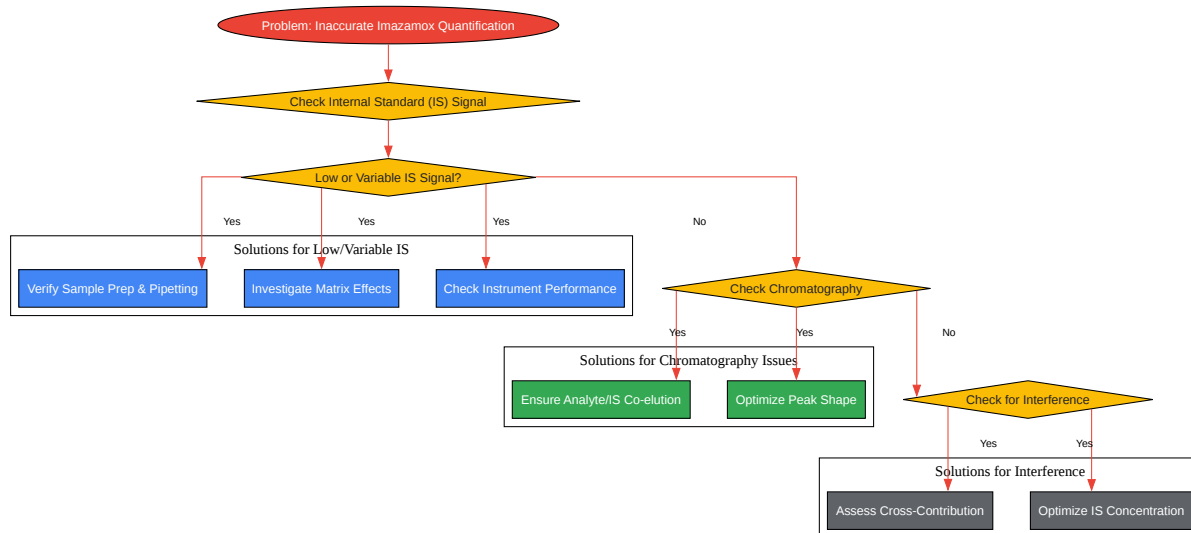 Problem: Inaccurate Imazamox Quantification
Check Internal Standard (IS) Signal
Low or Variable IS Signal?
Yes
Yes
Yes
No
Solutions for Low/Variable IS
Verify Sample Prep & Pipetting
Investigate Matrix Effects
Check Instrument Performance
Check Chromatography
Yes
Yes
No
Solutions for Chromatography Issues
Ensure Analyte/IS Co-elution
Optimize Peak Shape
Check for Interference
Yes
Yes
Solutions for Interference
Assess Cross-Contribution
Optimize IS Concentration